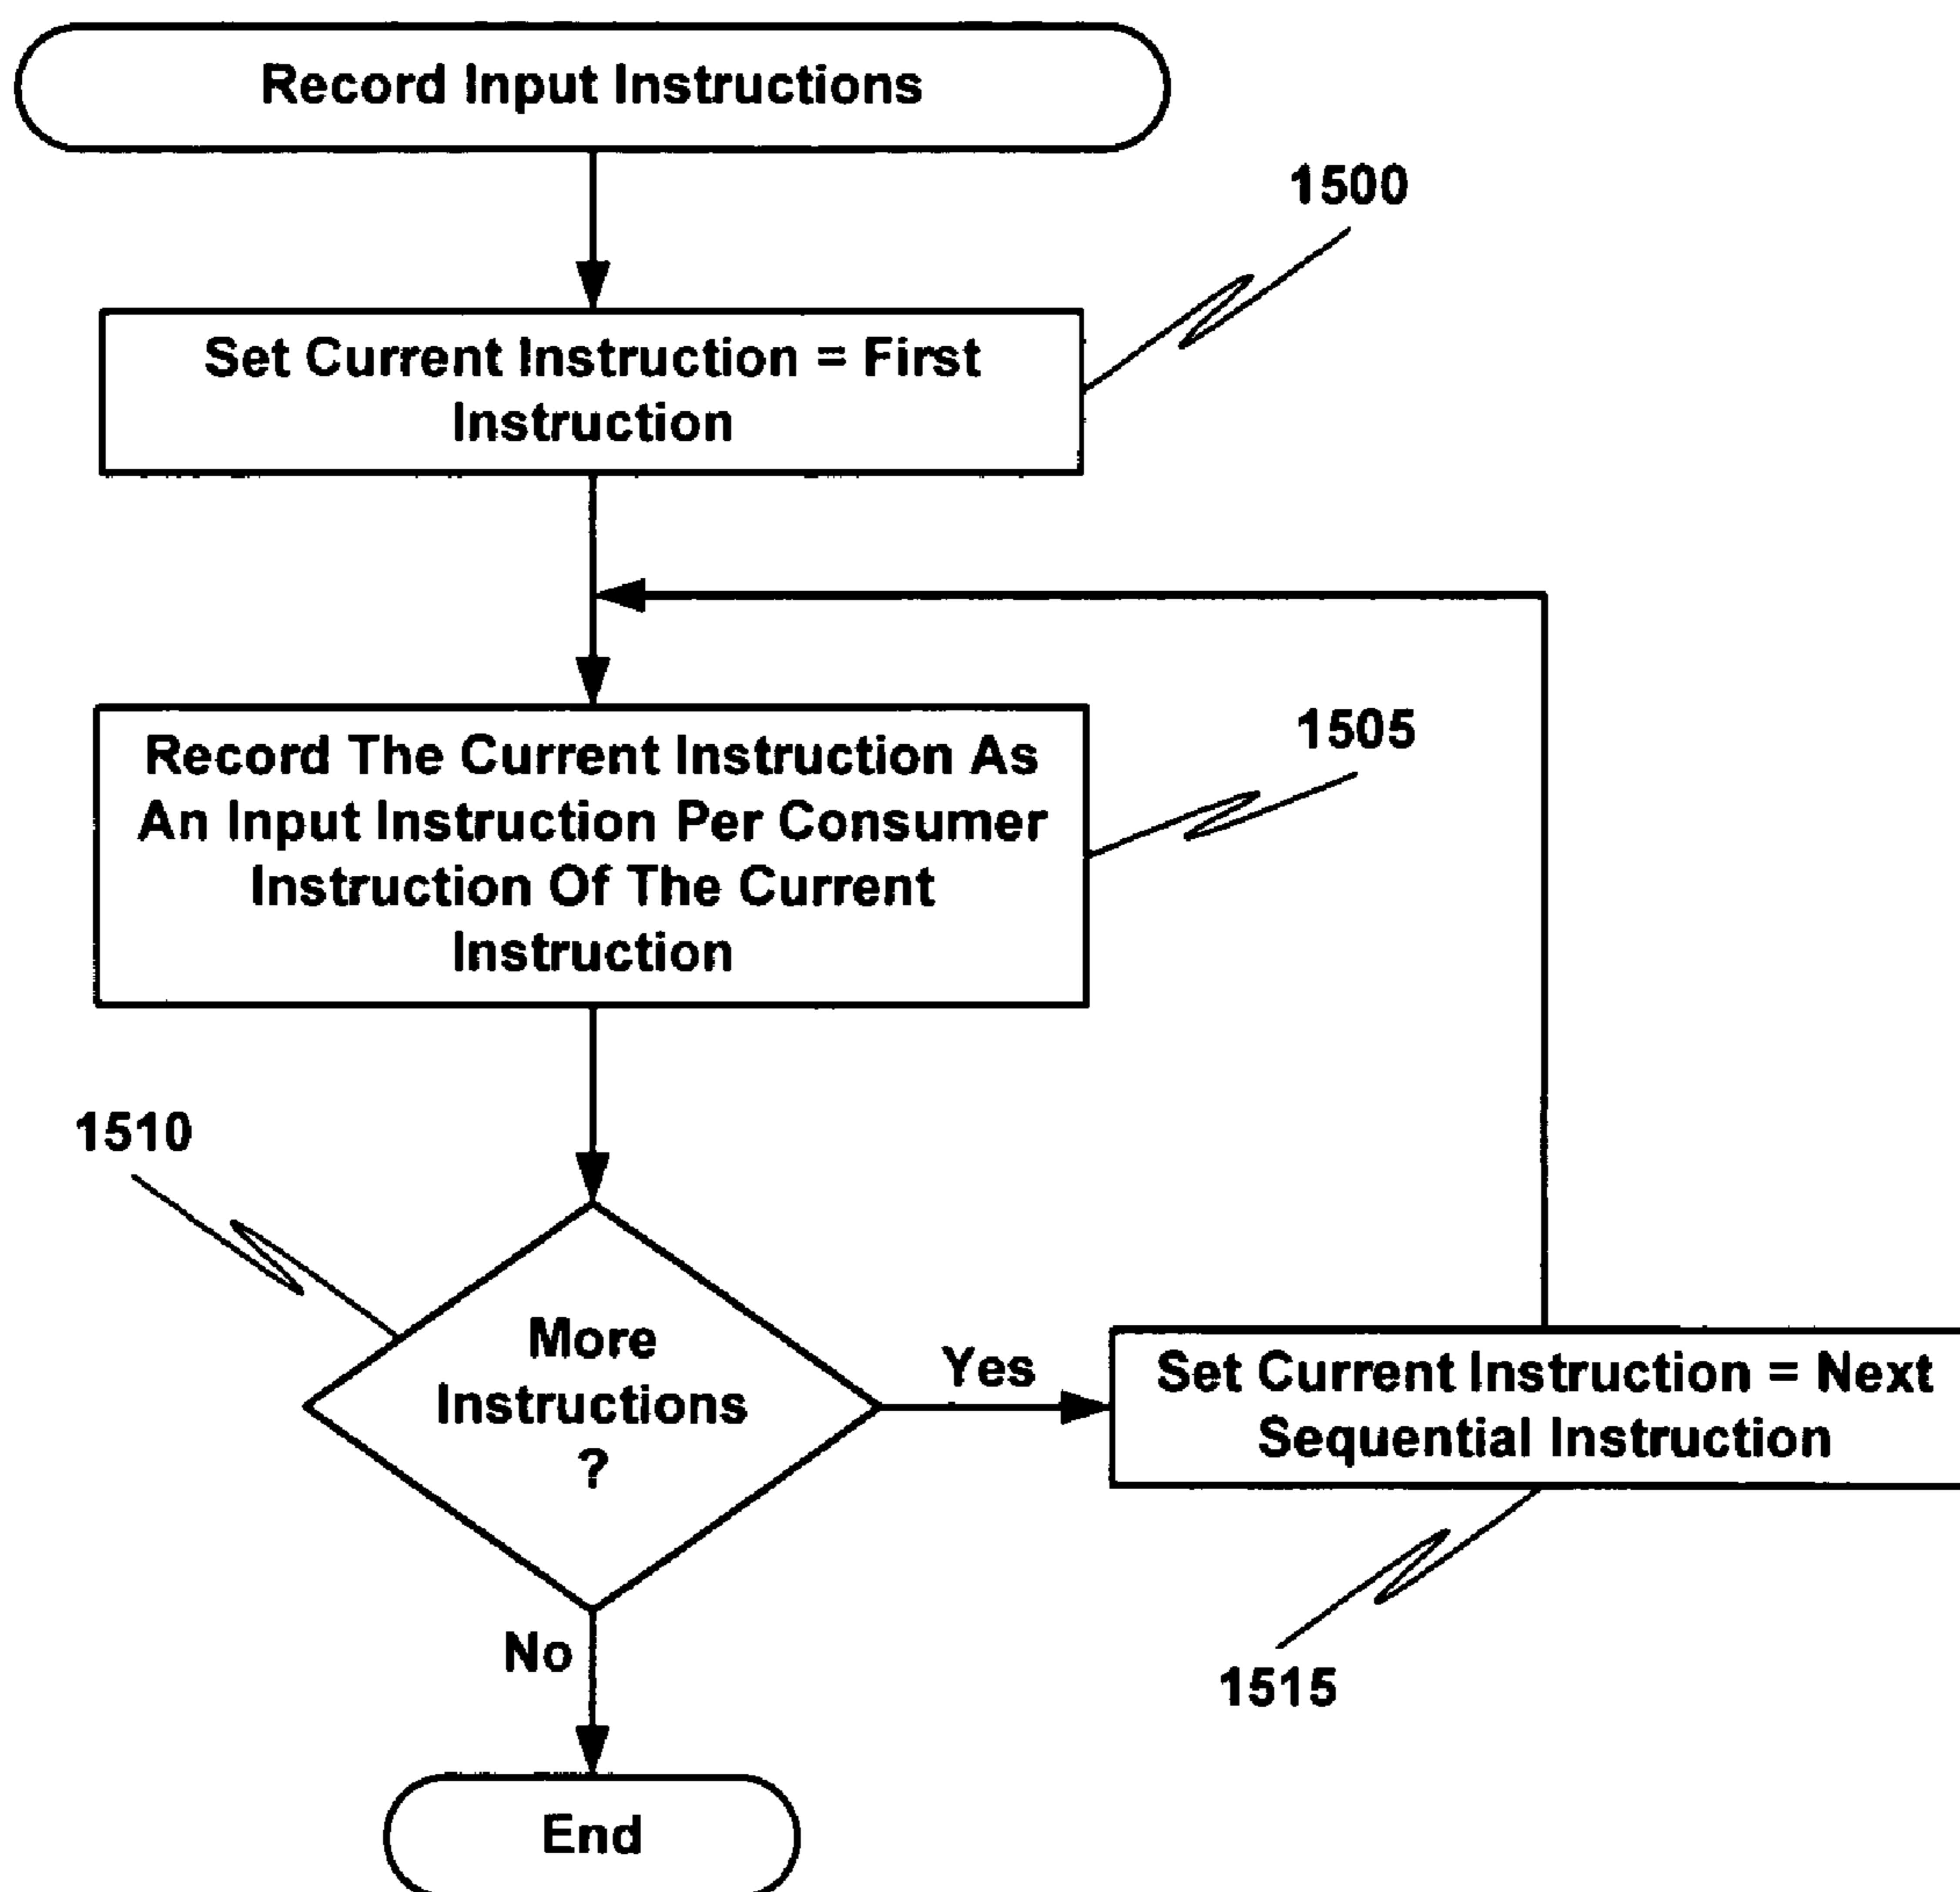 Record Input Instructions
1500
Set Current Instruction = First
Instruction
1505
Record The Current Instruction As
An Input Instruction Per Consumer
Instruction Of The Current
Instruction
1510
More
Instructions
?
Yes
Set Current Instruction = Next
Sequential Instruction
No
1515
End